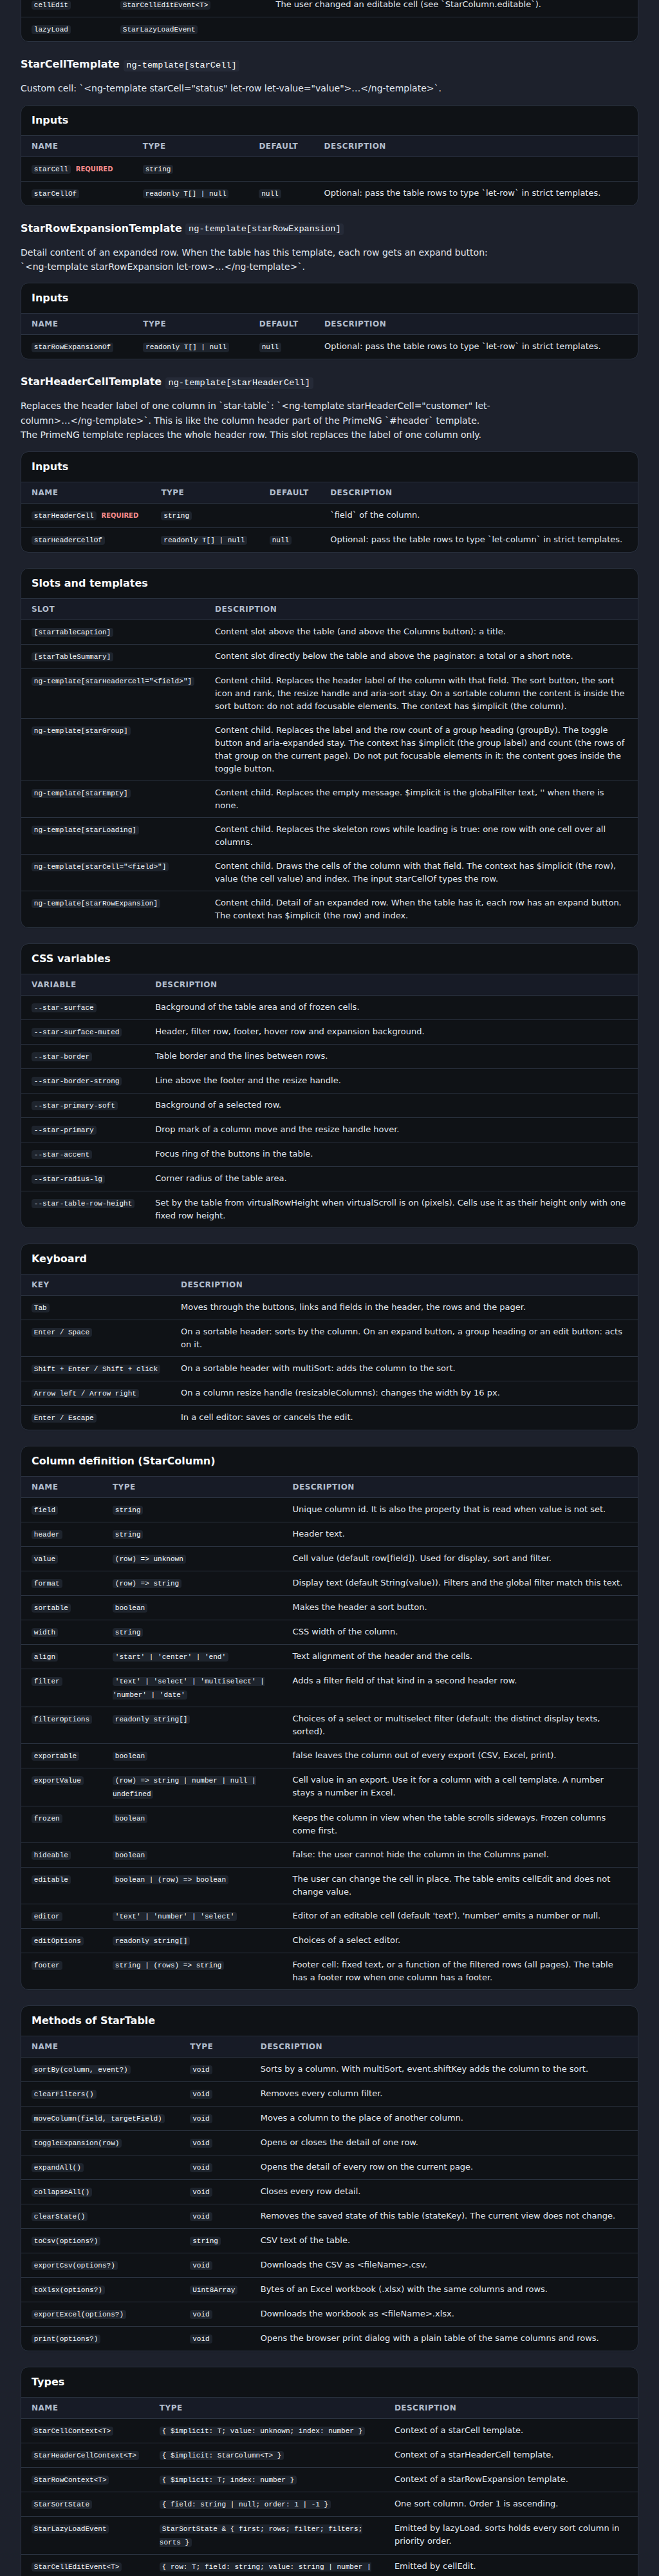 cellEdit StarCellEditEvent<T> The user changed an editable cell (see `StarColumn.editable`).
lazyLoad StarLazyLoadEvent
StarCellTemplate ng-template[starCell]
Custom cell: `<ng-template starCell="status" let-row let-value="value">…</ng-template>`.
Inputs
NAME TYPE DEFAULT DESCRIPTION
starCell REQUIRED string
starCellOf readonly T[] | null null Optional: pass the table rows to type `let-row` in strict templates.
StarRowExpansionTemplate ng-template[starRowExpansion]
Detail content of an expanded row. When the table has this template, each row gets an expand button:
`<ng-template starRowExpansion let-row>…</ng-template>`.
Inputs
NAME TYPE DEFAULT DESCRIPTION
starRowExpansionOf readonly T[] | null null Optional: pass the table rows to type `let-row` in strict templates.
StarHeaderCellTemplate ng-template[starHeaderCell]
Replaces the header label of one column in `star-table`: `<ng-template starHeaderCell="customer" let-
column>…</ng-template>`. This is like the column header part of the PrimeNG `#header` template.
The PrimeNG template replaces the whole header row. This slot replaces the label of one column only.
Inputs
NAME TYPE DEFAULT DESCRIPTION
starHeaderCell REQUIRED string `field` of the column.
starHeaderCellOf readonly T[] | null null Optional: pass the table rows to type `let-column` in strict templates.
Slots and templates
SLOT DESCRIPTION
[starTableCaption] Content slot above the table (and above the Columns button): a title.
[starTableSummary] Content slot directly below the table and above the paginator: a total or a short note.
ng-template[starHeaderCell="<field>"] Content child. Replaces the header label of the column with that field. The sort button, the sort
icon and rank, the resize handle and aria-sort stay. On a sortable column the content is inside the
sort button: do not add focusable elements. The context has $implicit (the column).
ng-template[starGroup] Content child. Replaces the label and the row count of a group heading (groupBy). The toggle
button and aria-expanded stay. The context has $implicit (the group label) and count (the rows of
that group on the current page). Do not put focusable elements in it: the content goes inside the
toggle button.
ng-template[starEmpty] Content child. Replaces the empty message. $implicit is the globalFilter text, '' when there is
none.
ng-template[starLoading] Content child. Replaces the skeleton rows while loading is true: one row with one cell over all
columns.
ng-template[starCell="<field>"] Content child. Draws the cells of the column with that field. The context has $implicit (the row),
value (the cell value) and index. The input starCellOf types the row.
ng-template[starRowExpansion] Content child. Detail of an expanded row. When the table has it, each row has an expand button.
The context has $implicit (the row) and index.
CSS variables
VARIABLE DESCRIPTION
--star-surface Background of the table area and of frozen cells.
--star-surface-muted Header, filter row, footer, hover row and expansion background.
--star-border Table border and the lines between rows.
--star-border-strong Line above the footer and the resize handle.
--star-primary-soft Background of a selected row.
--star-primary Drop mark of a column move and the resize handle hover.
--star-accent Focus ring of the buttons in the table.
--star-radius-lg Corner radius of the table area.
--star-table-row-height Set by the table from virtualRowHeight when virtualScroll is on (pixels). Cells use it as their height only with one
fixed row height.
Keyboard
KEY DESCRIPTION
Tab Moves through the buttons, links and fields in the header, the rows and the pager.
Enter / Space On a sortable header: sorts by the column. On an expand button, a group heading or an edit button: acts
on it.
Shift + Enter / Shift + click On a sortable header with multiSort: adds the column to the sort.
Arrow left / Arrow right On a column resize handle (resizableColumns): changes the width by 16 px.
Enter / Escape In a cell editor: saves or cancels the edit.
Column definition (StarColumn)
NAME TYPE DESCRIPTION
field string Unique column id. It is also the property that is read when value is not set.
header string Header text.
value (row) => unknown Cell value (default row[field]). Used for display, sort and filter.
format (row) => string Display text (default String(value)). Filters and the global filter match this text.
sortable boolean Makes the header a sort button.
width string CSS width of the column.
align 'start' | 'center' | 'end' Text alignment of the header and the cells.
filter 'text' | 'select' | 'multiselect' | Adds a filter field of that kind in a second header row.
'number' | 'date'
filterOptions readonly string[] Choices of a select or multiselect filter (default: the distinct display texts,
sorted).
exportable boolean false leaves the column out of every export (CSV, Excel, print).
exportValue (row) => string | number | null | Cell value in an export. Use it for a column with a cell template. A number
undefined stays a number in Excel.
frozen boolean Keeps the column in view when the table scrolls sideways. Frozen columns
come first.
hideable boolean false: the user cannot hide the column in the Columns panel.
editable boolean | (row) => boolean The user can change the cell in place. The table emits cellEdit and does not
change value.
editor 'text' | 'number' | 'select' Editor of an editable cell (default 'text'). 'number' emits a number or null.
editOptions readonly string[] Choices of a select editor.
footer string | (rows) => string Footer cell: fixed text, or a function of the filtered rows (all pages). The table
has a footer row when one column has a footer.
Methods of StarTable
NAME TYPE DESCRIPTION
sortBy(column, event?) void Sorts by a column. With multiSort, event.shiftKey adds the column to the sort.
clearFilters() void Removes every column filter.
moveColumn(field, targetField) void Moves a column to the place of another column.
toggleExpansion(row) void Opens or closes the detail of one row.
expandAll() void Opens the detail of every row on the current page.
collapseAll() void Closes every row detail.
clearState() void Removes the saved state of this table (stateKey). The current view does not change.
toCsv(options?) string CSV text of the table.
exportCsv(options?) void Downloads the CSV as <fileName>.csv.
toXlsx(options?) Uint8Array Bytes of an Excel workbook (.xlsx) with the same columns and rows.
exportExcel(options?) void Downloads the workbook as <fileName>.xlsx.
print(options?) void Opens the browser print dialog with a plain table of the same columns and rows.
Types
NAME TYPE DESCRIPTION
StarCellContext<T> { $implicit: T; value: unknown; index: number } Context of a starCell template.
StarHeaderCellContext<T> { $implicit: StarColumn<T> } Context of a starHeaderCell template.
StarRowContext<T> { $implicit: T; index: number } Context of a starRowExpansion template.
StarSortState { field: string | null; order: 1 | -1 } One sort column. Order 1 is ascending.
StarLazyLoadEvent StarSortState & { first; rows; filter; filters; Emitted by lazyLoad. sorts holds every sort column in
sorts } priority order.
StarCellEditEvent<T> { row: T; field: string; value: string | number | Emitted by cellEdit.